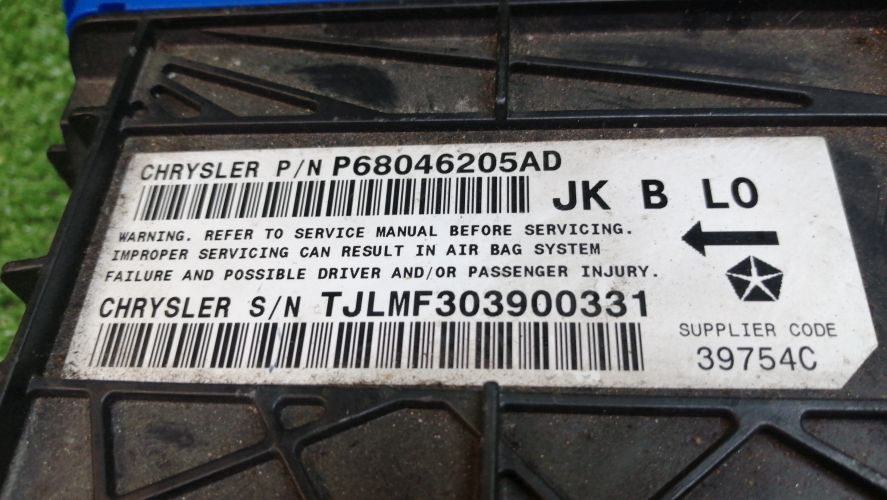 CHRYSLER P/N P68046205AD
JK B LO
WARNING. REFER TO SERVICE MANUAL BEFORE SERVICING.
IMPROPER SERVICING CAN RESULT IN AIR BAG SYSTEM
FAILURE AND POSSIBLE DRIVER AND/OR PASSENGER INJURY.
CHRYSLER S/N TJLMF303900331
SUPPLIER CODE
39754C